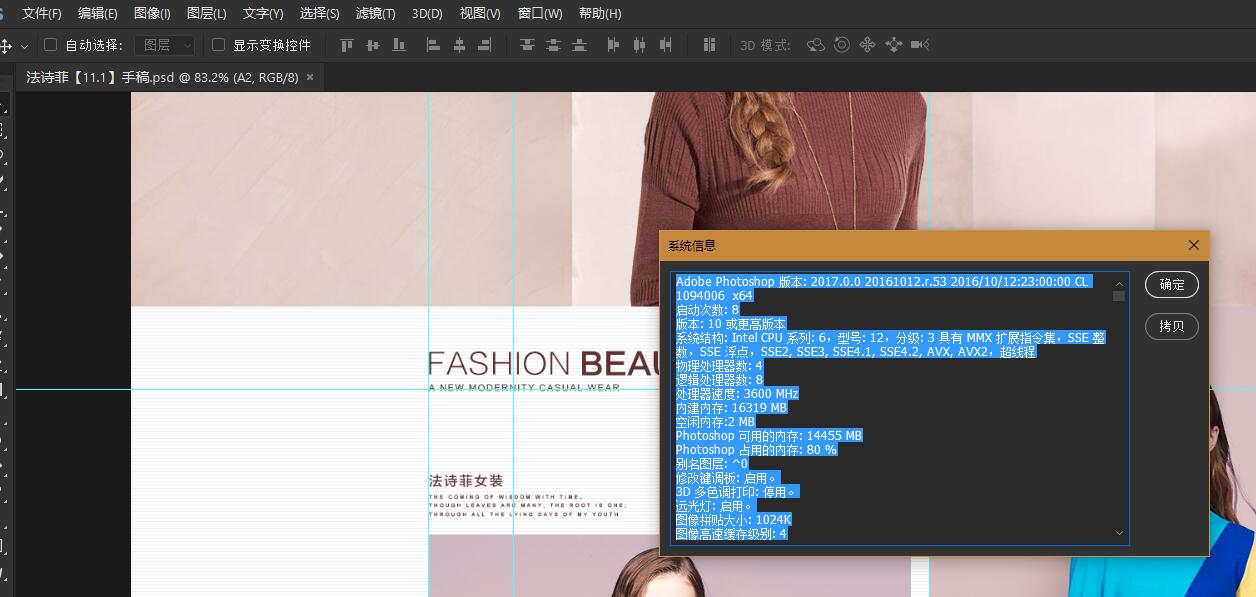 文件(F) 编辑(E) 图像(I) 图层(L) 文字(Y) 选择(S) 滤镜(T) 3D(D) 视图(V) 窗口(W) 帮助(H)
自动选择: 图层 显示变换控件 3D 模式:
法诗菲【11.1】手稿.psd @ 83.2% (A2, RGB/8) ×
系统信息
Adobe Photoshop 版本: 2017.0.0 20161012.r.53 2016/10/12:23:00:00 CL
1094006 x64
启动次数: 8
版本: 10 或更高版本
系统结构: Intel CPU 系列: 6，型号: 12，分级: 3 具有 MMX 扩展指令集，SSE 整
数，SSE 浮点，SSE2, SSE3, SSE4.1, SSE4.2, AVX, AVX2，超线程
物理处理器数: 4
逻辑处理器数: 8
处理器速度: 3600 MHz
内建内存: 16319 MB
空闲内存:2 MB
Photoshop 可用的内存: 14455 MB
Photoshop 占用的内存: 80 %
别名图层: ^0
修改键调板: 启用。
3D 多色调打印: 停用。
远光灯: 启用。
图像拼贴大小: 1024K
图像高速缓存级别: 4
确定
拷贝
FASHION BEAU
A NEW MODERNITY CASUAL WEAR
法诗菲女装
THE COMING OF WISDOM WITH TIME,
THOUGH LEAVES ARE MANY, THE ROOT IS ONE;
THROUGH ALL THE LYING DAYS OF MY YOUTH